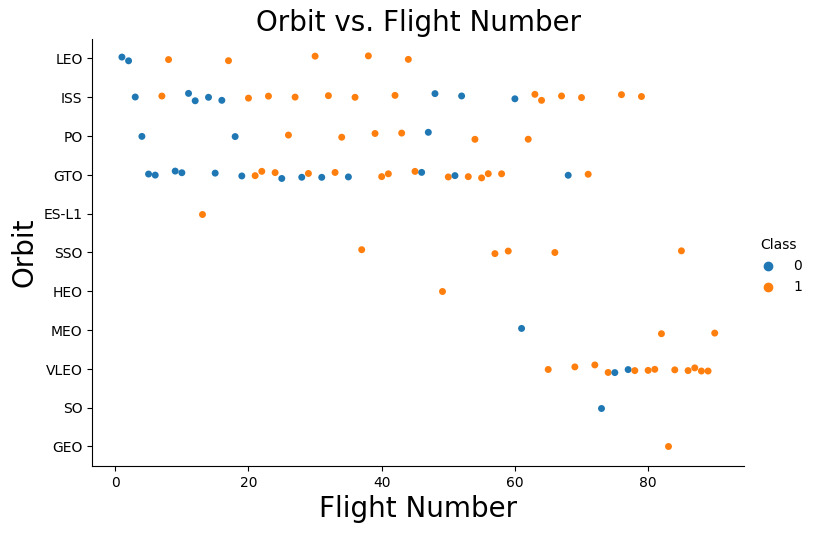 Orbit vs. Flight Number
Orbit
LEO
ISS
PO
GTO
ES-L1
SSO
HEO
MEO
VLEO
SO
GEO
0
20
40
60
80
Flight Number
Class
0
1